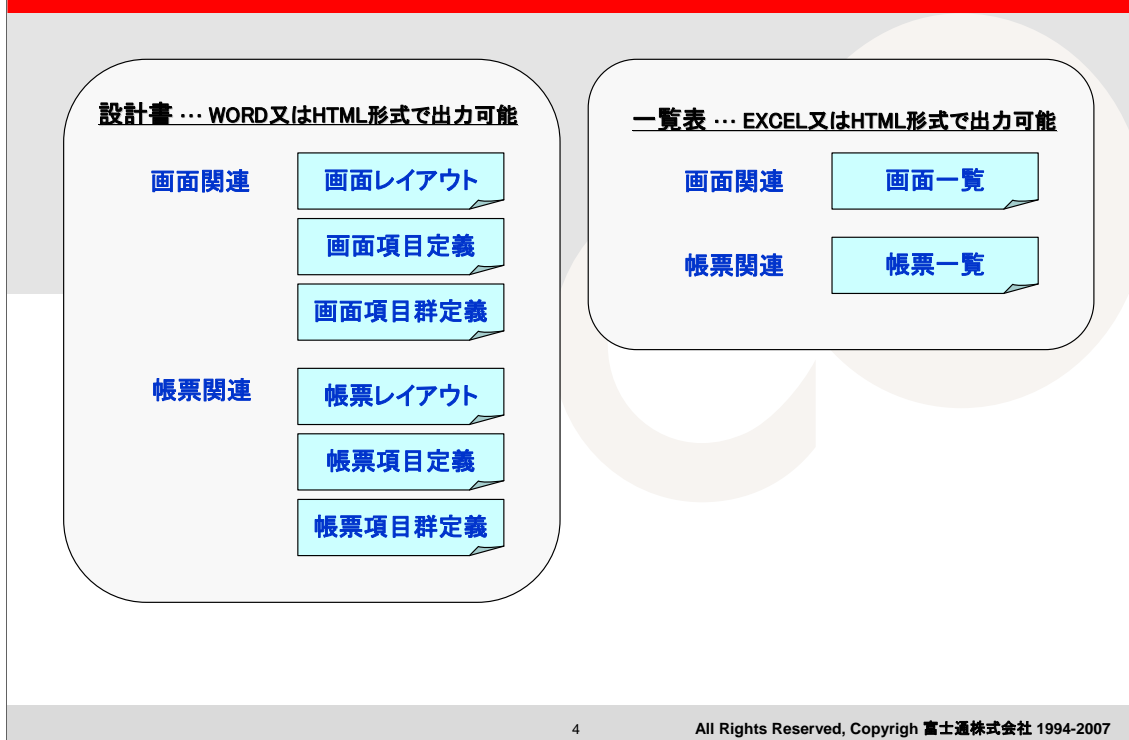 設計書 … WORD又はHTML形式で出力可能
画面関連
画面レイアウト
画面項目定義
画面項目群定義
帳票関連
帳票レイアウト
帳票項目定義
帳票項目群定義
一覧表 … EXCEL又はHTML形式で出力可能
画面関連
画面一覧
帳票関連
帳票一覧
4
All Rights Reserved, Copyrigh 富士通株式会社 1994-2007